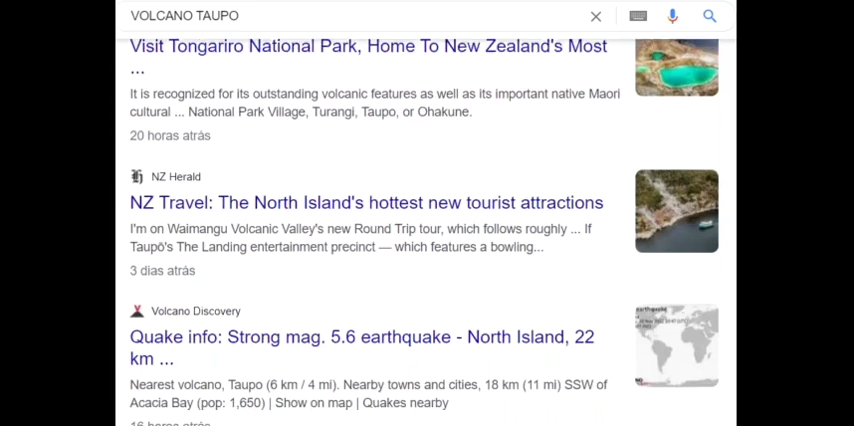 VOLCANO TAUPO
Visit Tongariro National Park, Home To New Zealand's Most
...
It is recognized for its outstanding volcanic features as well as its important native Maori
cultural ... National Park Village, Turangi, Taupo, or Ohakune.
20 horas atrás
NZ Herald
NZ Travel: The North Island's hottest new tourist attractions
I'm on Waimangu Volcanic Valley's new Round Trip tour, which follows roughly ... If
Taupō's The Landing entertainment precinct — which features a bowling...
3 dias atrás
Volcano Discovery
Quake info: Strong mag. 5.6 earthquake - North Island, 22
km ...
earthquake
Nearest volcano, Taupo (6 km / 4 mi). Nearby towns and cities, 18 km (11 mi) SSW of
Acacia Bay (pop: 1,650) | Show on map | Quakes nearby
16 horas atrás